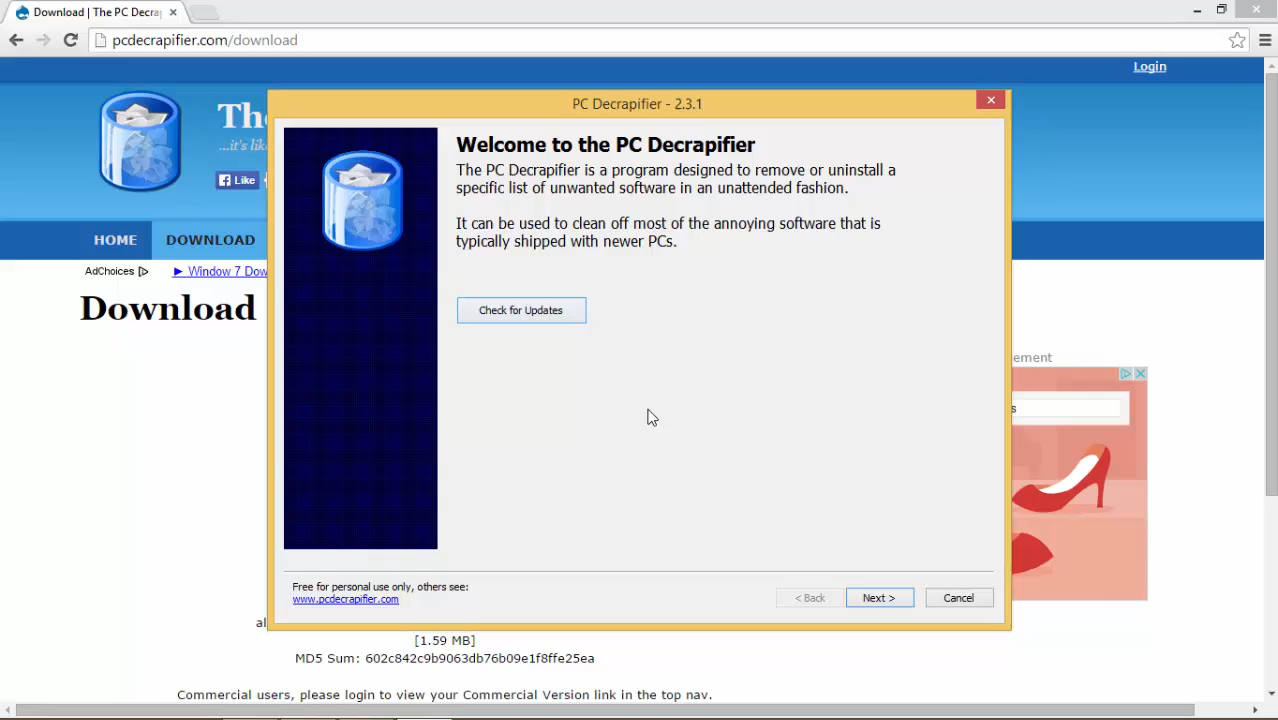 Download | The PC Decra
pcdecrapifier.com/download
Login
Th
...it's lik
Like
HOME
DOWNLOAD
AdChoices
Window 7 Dow
Download
PC Decrapifier - 2.3.1
Welcome to the PC Decrapifier
The PC Decrapifier is a program designed to remove or uninstall a
specific list of unwanted software in an unattended fashion.
It can be used to clean off most of the annoying software that is
typically shipped with newer PCs.
Check for Updates
ement
s
Free for personal use only, others see:
www.pcdecrapifier.com
< Back
Next >
Cancel
al
[1.59 MB]
MD5 Sum: 602c842c9b9063db76b09e1f8ffe25ea
Commercial users, please login to view your Commercial Version link in the top nav.